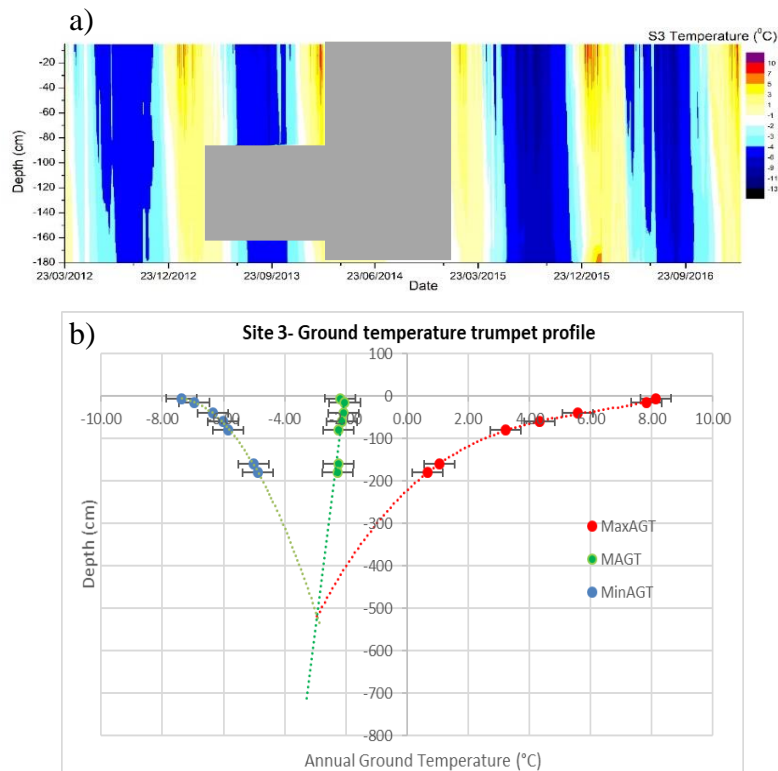 a)
S3 Temperature (°C)
-20
-40
-60
-80
-100
-120
-140
-160
-180
Depth (cm)
10
7
5
3
1
-1
-2
-4
-6
-9
-11
-13
23/03/2012 23/12/2012 23/09/2013 23/06/2014 23/03/2015 23/12/2015 23/09/2016
Date
b)
Site 3- Ground temperature trumpet profile
100
0
-10.00 -8.00 -6.00 -4.00 -2.00 0.00 2.00 4.00 6.00 8.00 10.00
-100
-200
-300
-400
-500
-600
-700
-800
Depth (cm)
MaxAGT
MAGT
MinAGT
Annual Ground Temperature (°C)